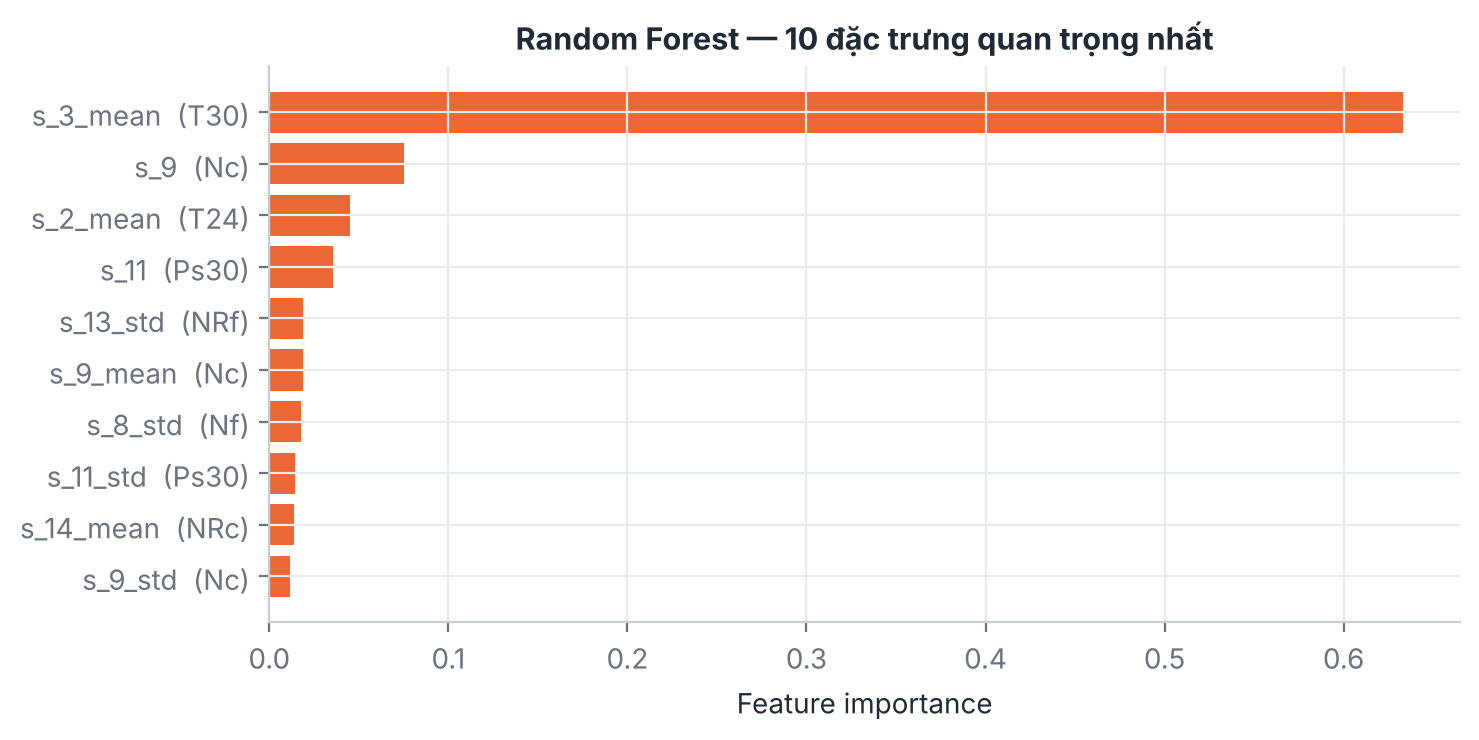 Random Forest — 10 đặc trưng quan trọng nhất
s_3_mean (T30)
s_9 (Nc)
s_2_mean (T24)
s_11 (Ps30)
s_13_std (NRf)
s_9_mean (Nc)
s_8_std (Nf)
s_11_std (Ps30)
s_14_mean (NRc)
s_9_std (Nc)
0.0 0.1 0.2 0.3 0.4 0.5 0.6
Feature importance